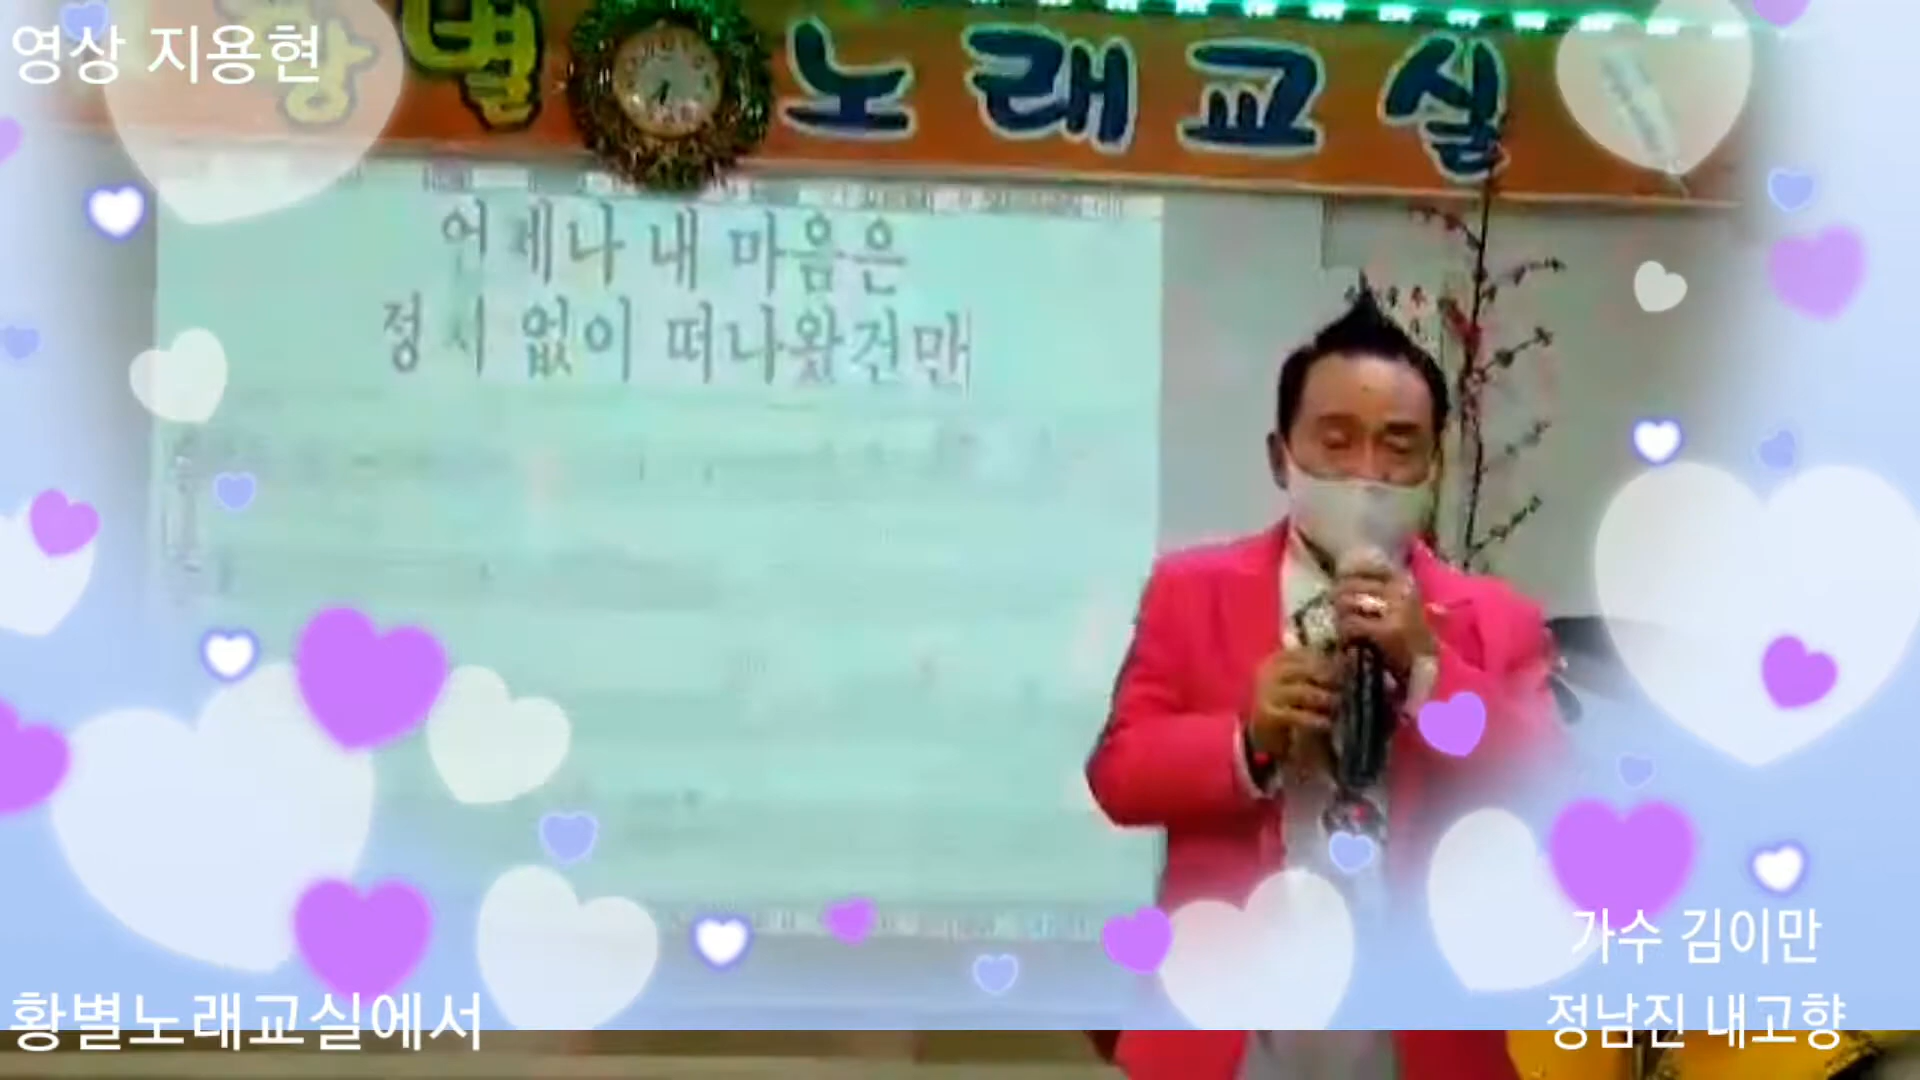 영상 지용현
황별 노래교실
언제나 내 마음은
정처 없이 떠나왔건만
가수 김이만
정남진 내고향
황별노래교실에서